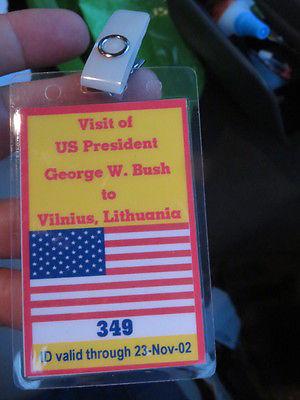 Visit of
US President
George W. Bush
to
Vilnius, Lithuania
349
ID valid through 23-Nov-02